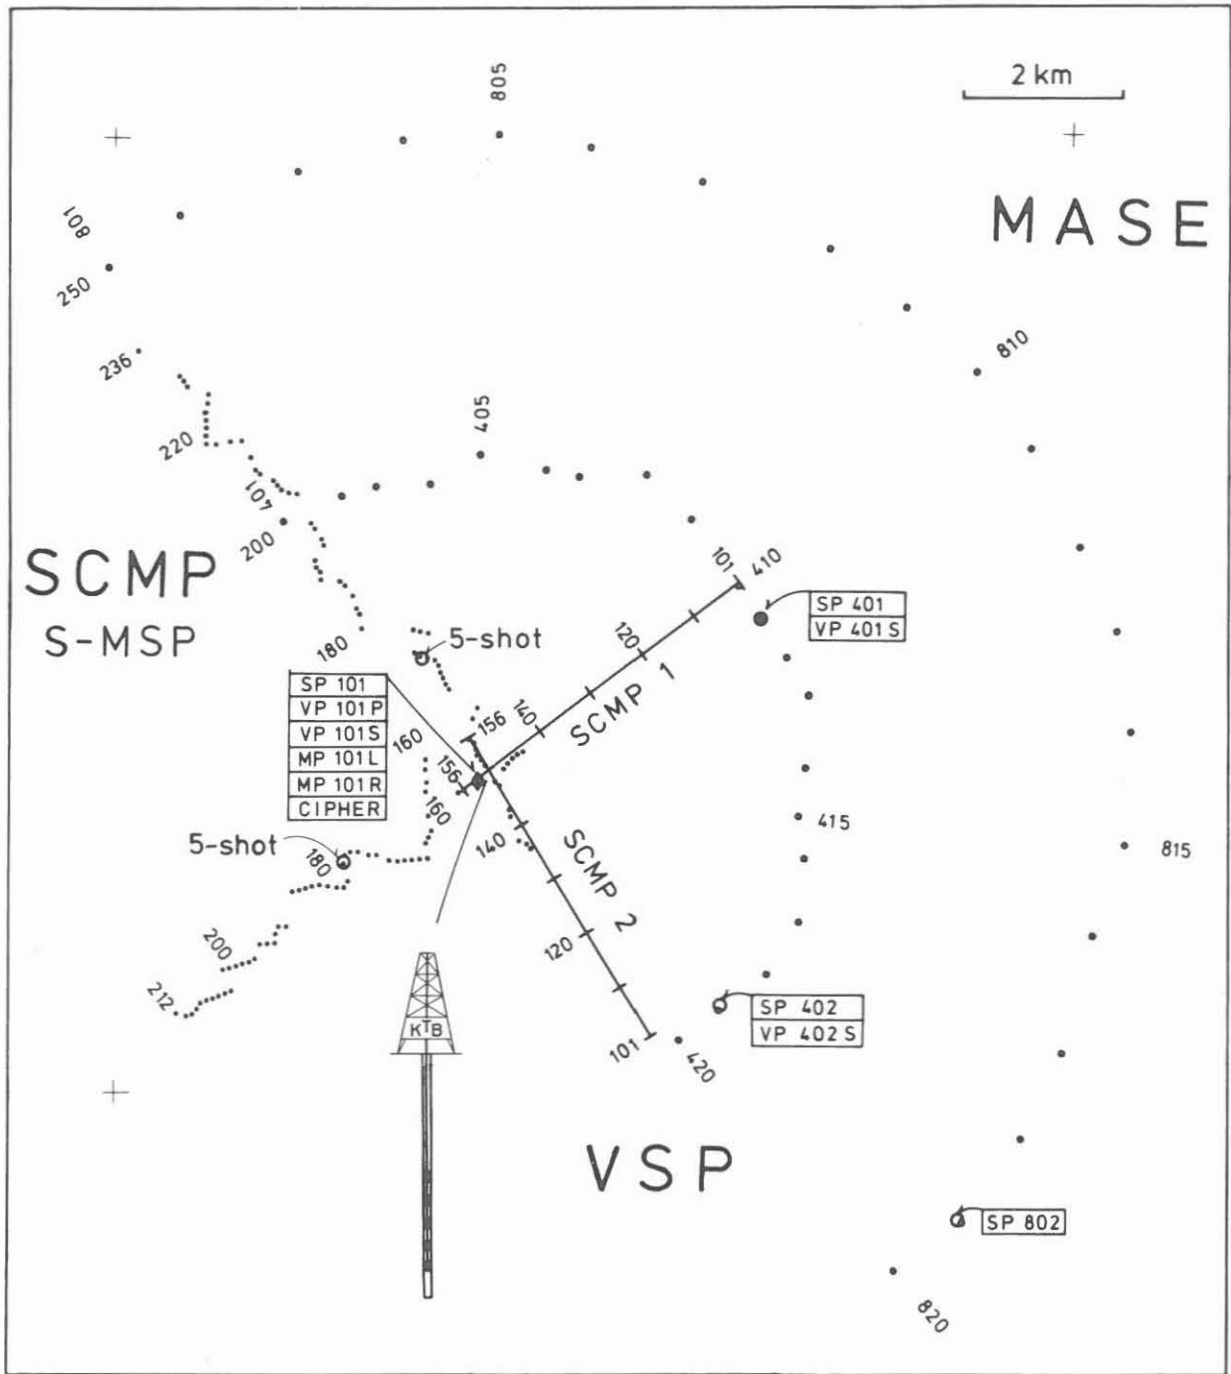 805
2 km
MASE
801
250
810
236
405
220
401
200
SCMP
S-MSP
101
410
SP 401
VP 401 S
120
180
5-shot
SP 101
VP 101 P
VP 101 S
MP 101 L
MP 101 R
CIPHER
156
140
SCMP 1
160
156
160
415
815
140
SCMP 2
5-shot
180
120
200
212
SP 402
VP 402 S
KTB
101
420
VSP
SP 802
820